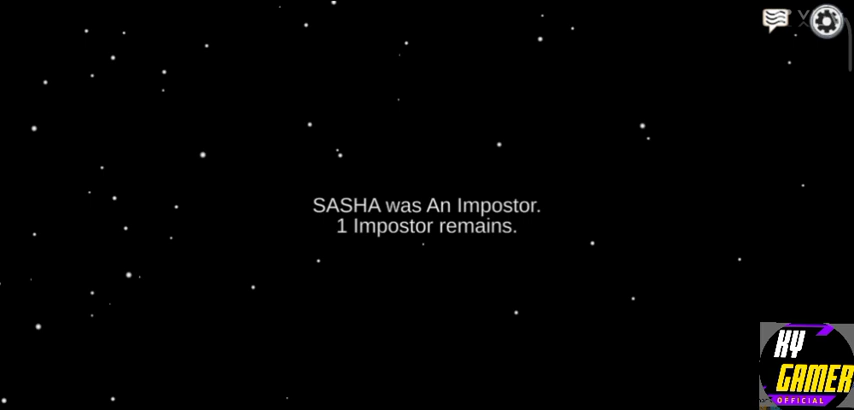 SASHA was An Impostor.
1 Impostor remains.
KY
GAMER
OFFICIAL